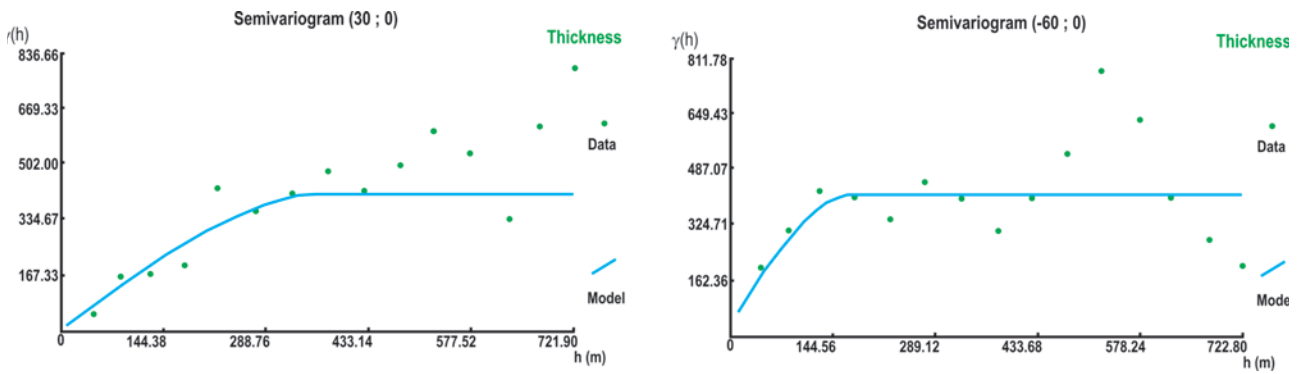 Semivariogram (30 ; 0)
γ(h)
Thickness
836.66
669.33
502.00
334.67
167.33
Data
Model
0 144.38 288.76 433.14 577.52 721.90
h (m)
Semivariogram (-60 ; 0)
γ(h)
Thickness
811.78
649.43
487.07
324.71
162.36
Data
Model
0 144.56 289.12 433.68 578.24 722.80
h (m)